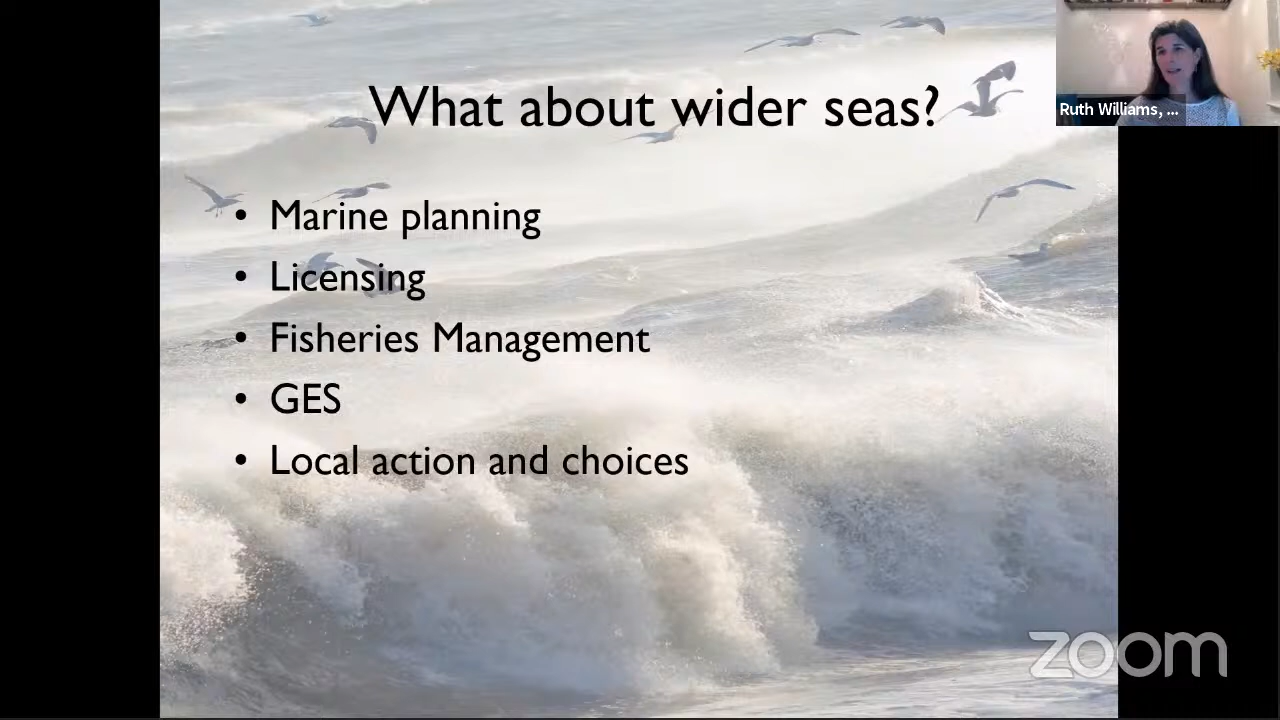 What about wider seas?
Ruth Williams, ...
• Marine planning
• Licensing
• Fisheries Management
• GES
• Local action and choices
zoom